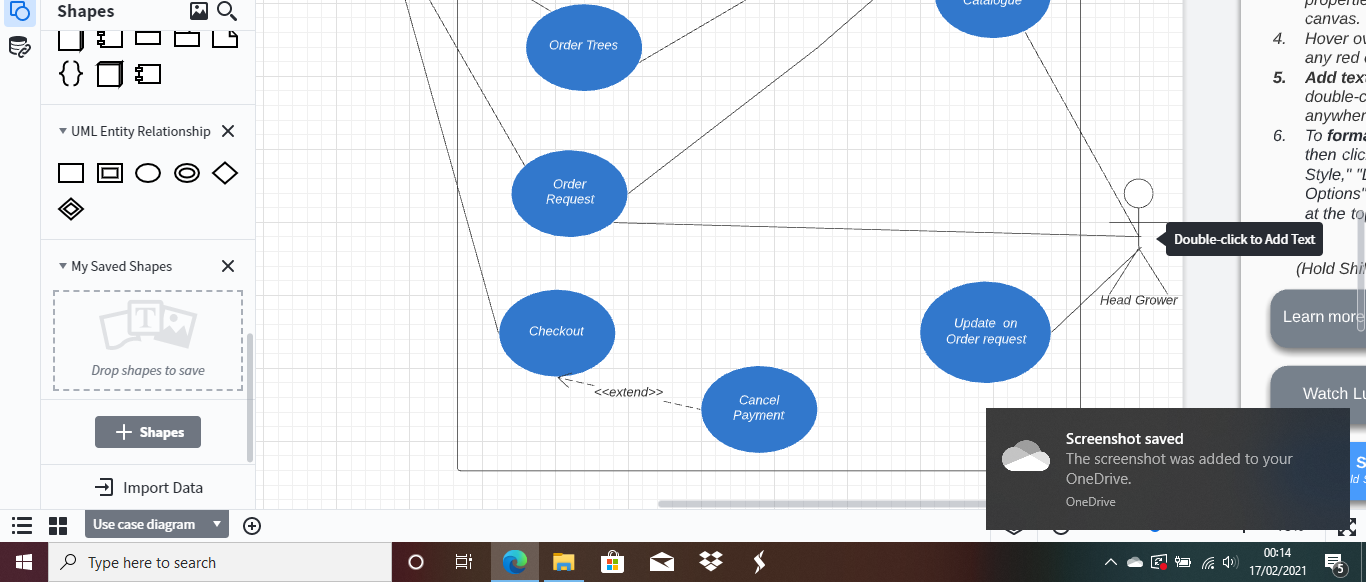 Shapes
UML Entity Relationship
My Saved Shapes
T
Drop shapes to save
Shapes
Import Data
Use case diagram
Catalogue
Order Trees
Order
Request
Checkout
<<extend>>
Cancel
Payment
Update on
Order request
Head Grower
Double-click to Add Text
canvas.
4. Hover ov
any red
5. Add text
double-c
anywher
6. To forma
then clic
Style," "
Options"
at the top
(Hold Shi
Learn more
Watch Lu
Screenshot saved
The screenshot was added to your
OneDrive.
OneDrive
Type here to search
00:14
17/02/2021
5